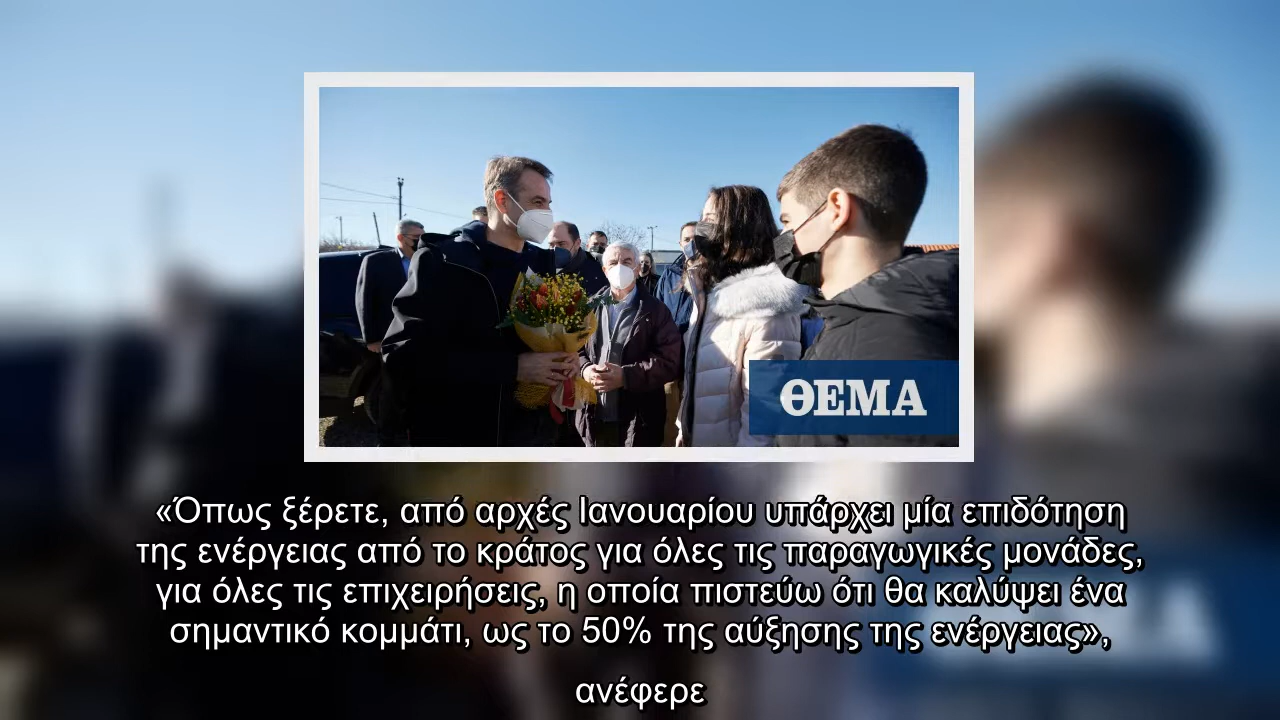 ΘΕΜΑ
«Όπως ξέρετε, από αρχές Ιανουαρίου υπάρχει μία επιδότηση
της ενέργειας από το κράτος για όλες τις παραγωγικές μονάδες,
για όλες τις επιχειρήσεις, η οποία πιστεύω ότι θα καλύψει ένα
σημαντικό κομμάτι, ως το 50% της αύξησης της ενέργειας»,
ανέφερε